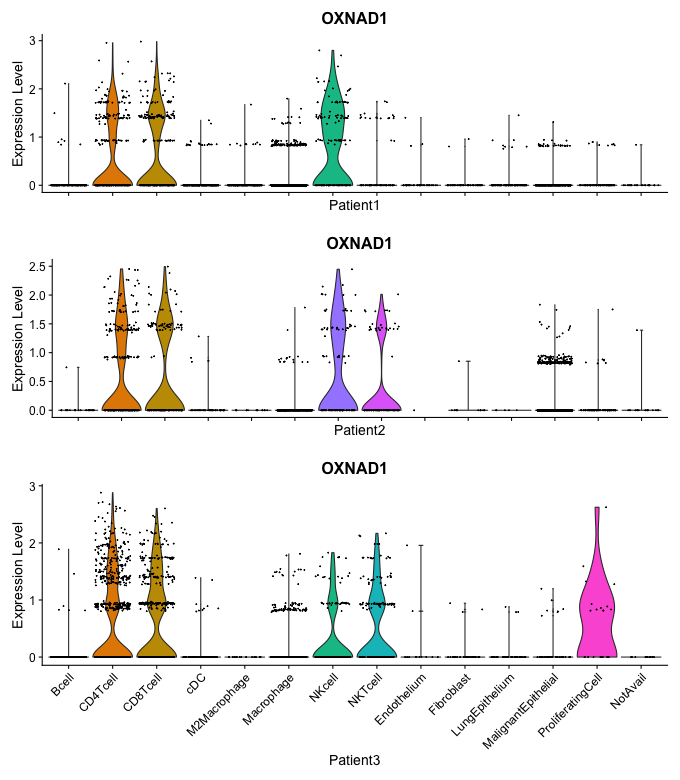 OXNAD1
Expression Level
3
2
1
0
Patient1
OXNAD1
Expression Level
2.5
2.0
1.5
1.0
0.5
0.0
Patient2
OXNAD1
Expression Level
3
2
1
0
Bcell
CD4Tcell
CD8Tcell
cDC
M2Macrophage
Macrophage
NKcell
NKTcell
Endothelium
Fibroblast
LungEpithelium
MalignantEpithelial
ProliferatingCell
NotAvail
Patient3